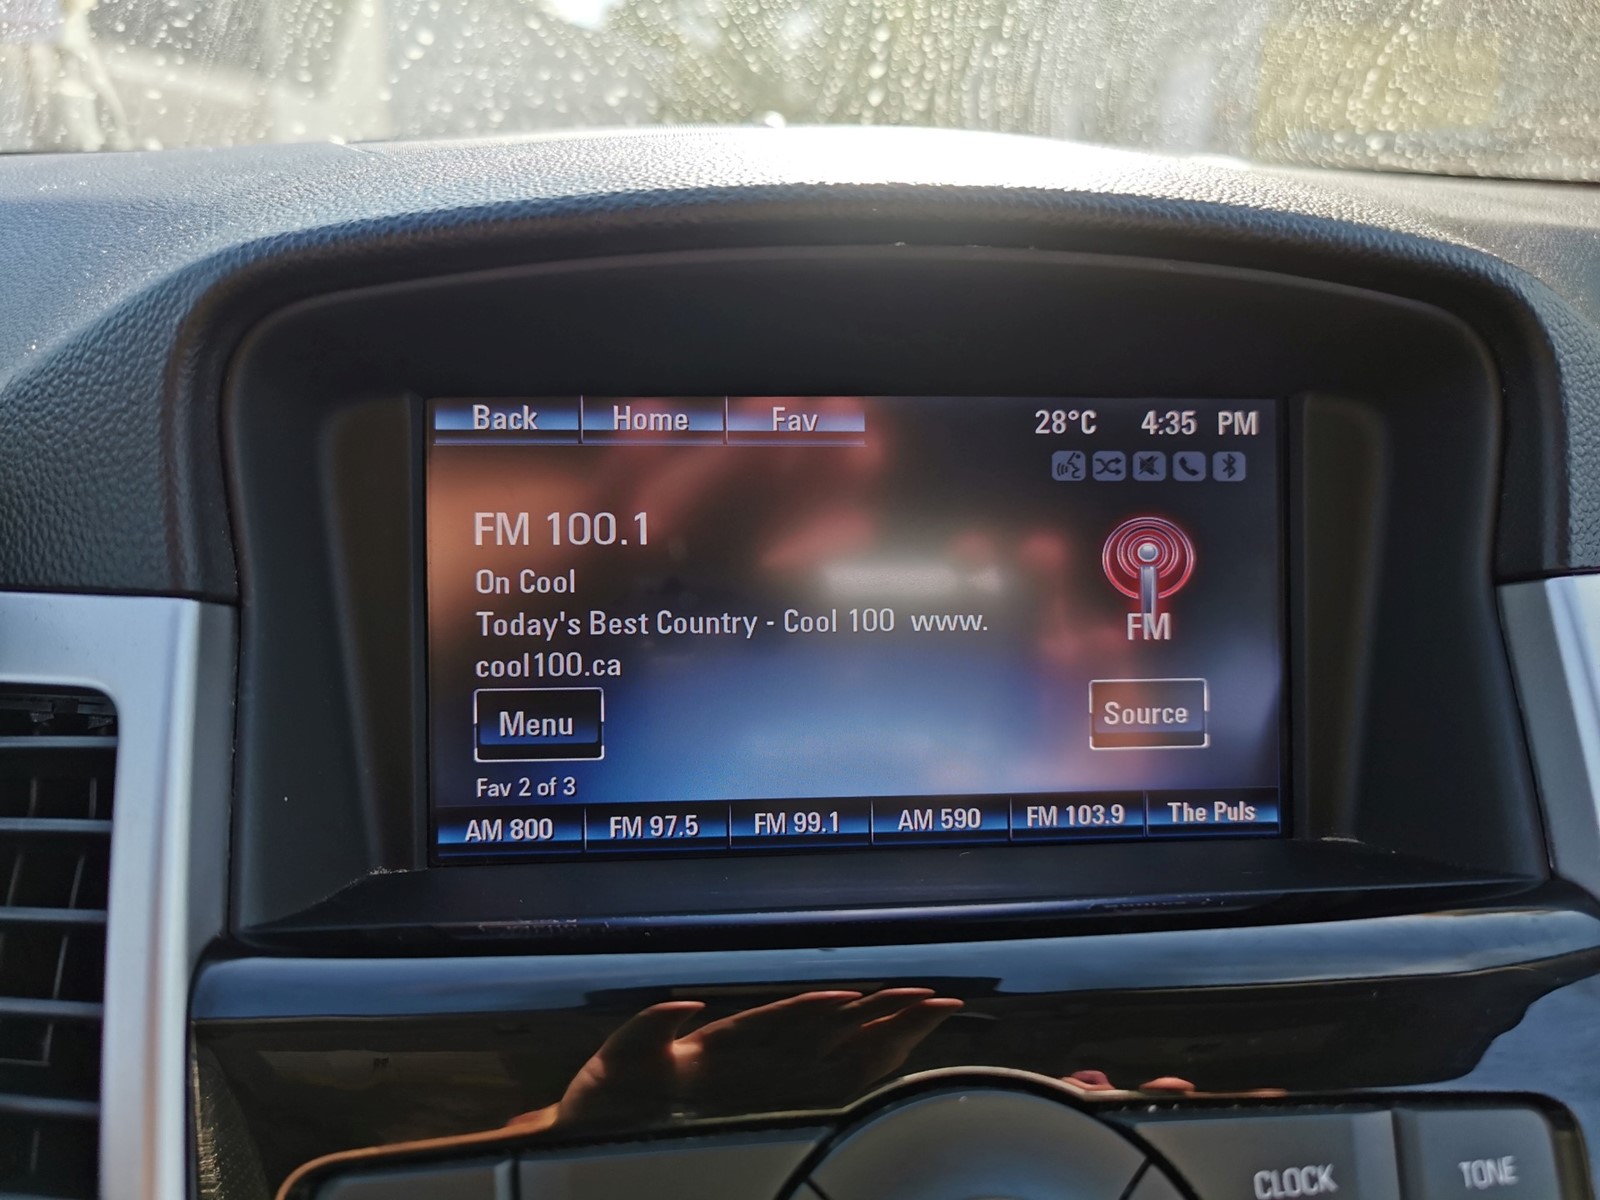 Back Home Fav 28°C 4:35 PM
FM 100.1
On Cool
Today's Best Country - Cool 100 www.
cool100.ca
FM
Menu
Source
Fav 2 of 3
AM 800 FM 97.5 FM 99.1 AM 590 FM 103.9 The Puls
CLOCK TONE